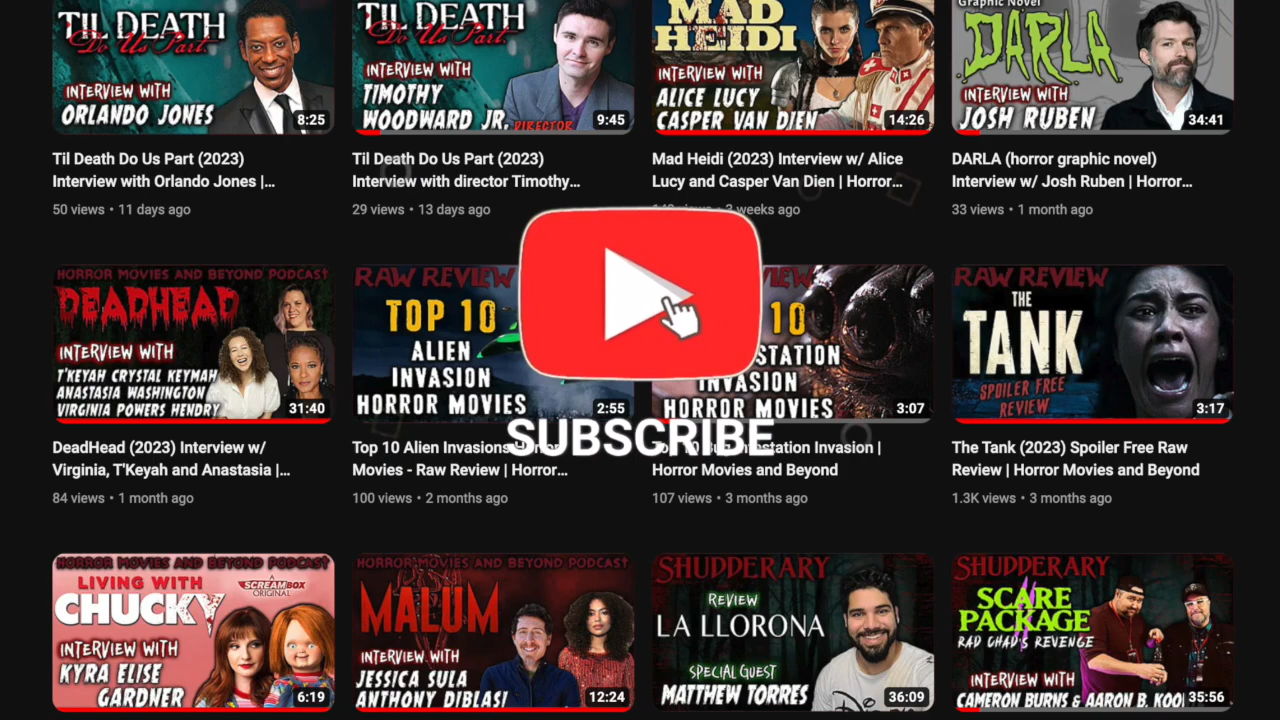 TIL DEATH
Do Us Part.
INTERVIEW WITH
ORLANDO JONES
8:25
TIL DEATH
Do Us Part.
INTERVIEW WITH
TIMOTHY
WOODWARD JR.
DIRECTOR
9:45
MAD
HEIDI
INTERVIEW WITH
ALICE LUCY
CASPER VAN DIEN
14:26
Graphic Novel
DARLA
INTERVIEW WITH
JOSH RUBEN
34:41
Til Death Do Us Part (2023)
Interview with Orlando Jones |...
50 views • 11 days ago
Til Death Do Us Part (2023)
Interview with director Timothy...
29 views • 13 days ago
Mad Heidi (2023) Interview w/ Alice
Lucy and Casper Van Dien | Horror...
views • 3 weeks ago
DARLA (horror graphic novel)
Interview w/ Josh Ruben | Horror...
33 views • 1 month ago
HORROR MOVIES AND BEYOND PODCAST
DEADHEAD
INTERVIEW WITH
T'KEYAH CRYSTAL KEYMAH
ANASTASIA WASHINGTON
VIRGINIA POWERS HENDRY
31:40
RAW REVIEW
TOP 10
ALIEN
INVASION
HORROR MOVIES
2:55
10
INVASION
HORROR MOVIES
3:07
RAW REVIEW
THE
TANK
SPOILER FREE
REVIEW
3:17
SUBSCRIBE
DeadHead (2023) Interview w/
Virginia, T'Keyah and Anastasia |...
84 views • 1 month ago
Top 10 Alien Invasions
Movies - Raw Review | Horror...
100 views • 2 months ago
Invasion |
Horror Movies and Beyond
107 views • 3 months ago
The Tank (2023) Spoiler Free Raw
Review | Horror Movies and Beyond
1.3K views • 3 months ago
HORROR MOVIES AND BEYOND PODCAST
LIVING WITH
CHUCKY
A
SCREAMBOX
ORIGINAL
INTERVIEW WITH
KYRA ELISE
GARDNER
6:19
HORROR MOVIES AND BEYOND PODCAST
MALUM
INTERVIEW WITH
JESSICA SULA
ANTHONY DIBLASI
12:24
SHUDDERARY
REVIEW
LA LLORONA
SPECIAL GUEST
MATTHEW TORRES
36:09
SHUDDERARY
SCARE
PACKAGE
RAD CHAD'S REVENGE
INTERVIEW WITH
CAMERON BURNS & AARON B. KOO
35:56